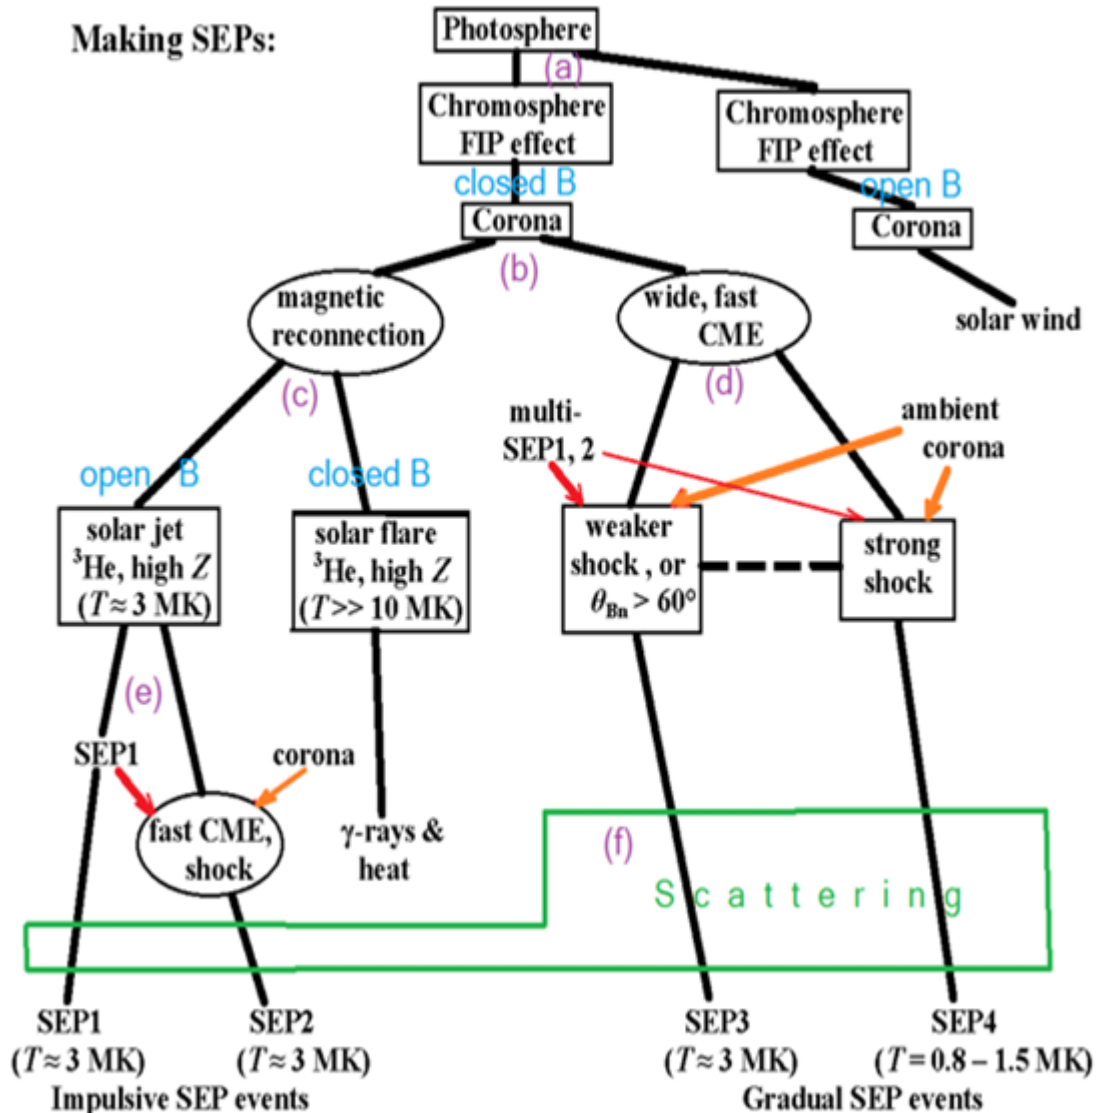 Making SEPs:
Photosphere
(a)
Chromosphere
FIP effect
Chromosphere
FIP effect
closed B
open B
Corona
Corona
(b)
solar wind
magnetic
reconnection
wide, fast
CME
(c)
(d)
multi-
SEP1, 2
ambient
corona
open B
closed B
solar jet
³He, high Z
(T ≈ 3 MK)
solar flare
³He, high Z
(T >> 10 MK)
weaker
shock , or
θBn > 60°
strong
shock
(e)
SEP1
corona
fast CME,
shock
γ-rays &
heat
(f)
Scattering
SEP1
(T ≈ 3 MK)
SEP2
(T ≈ 3 MK)
SEP3
(T ≈ 3 MK)
SEP4
(T = 0.8 – 1.5 MK)
Impulsive SEP events
Gradual SEP events